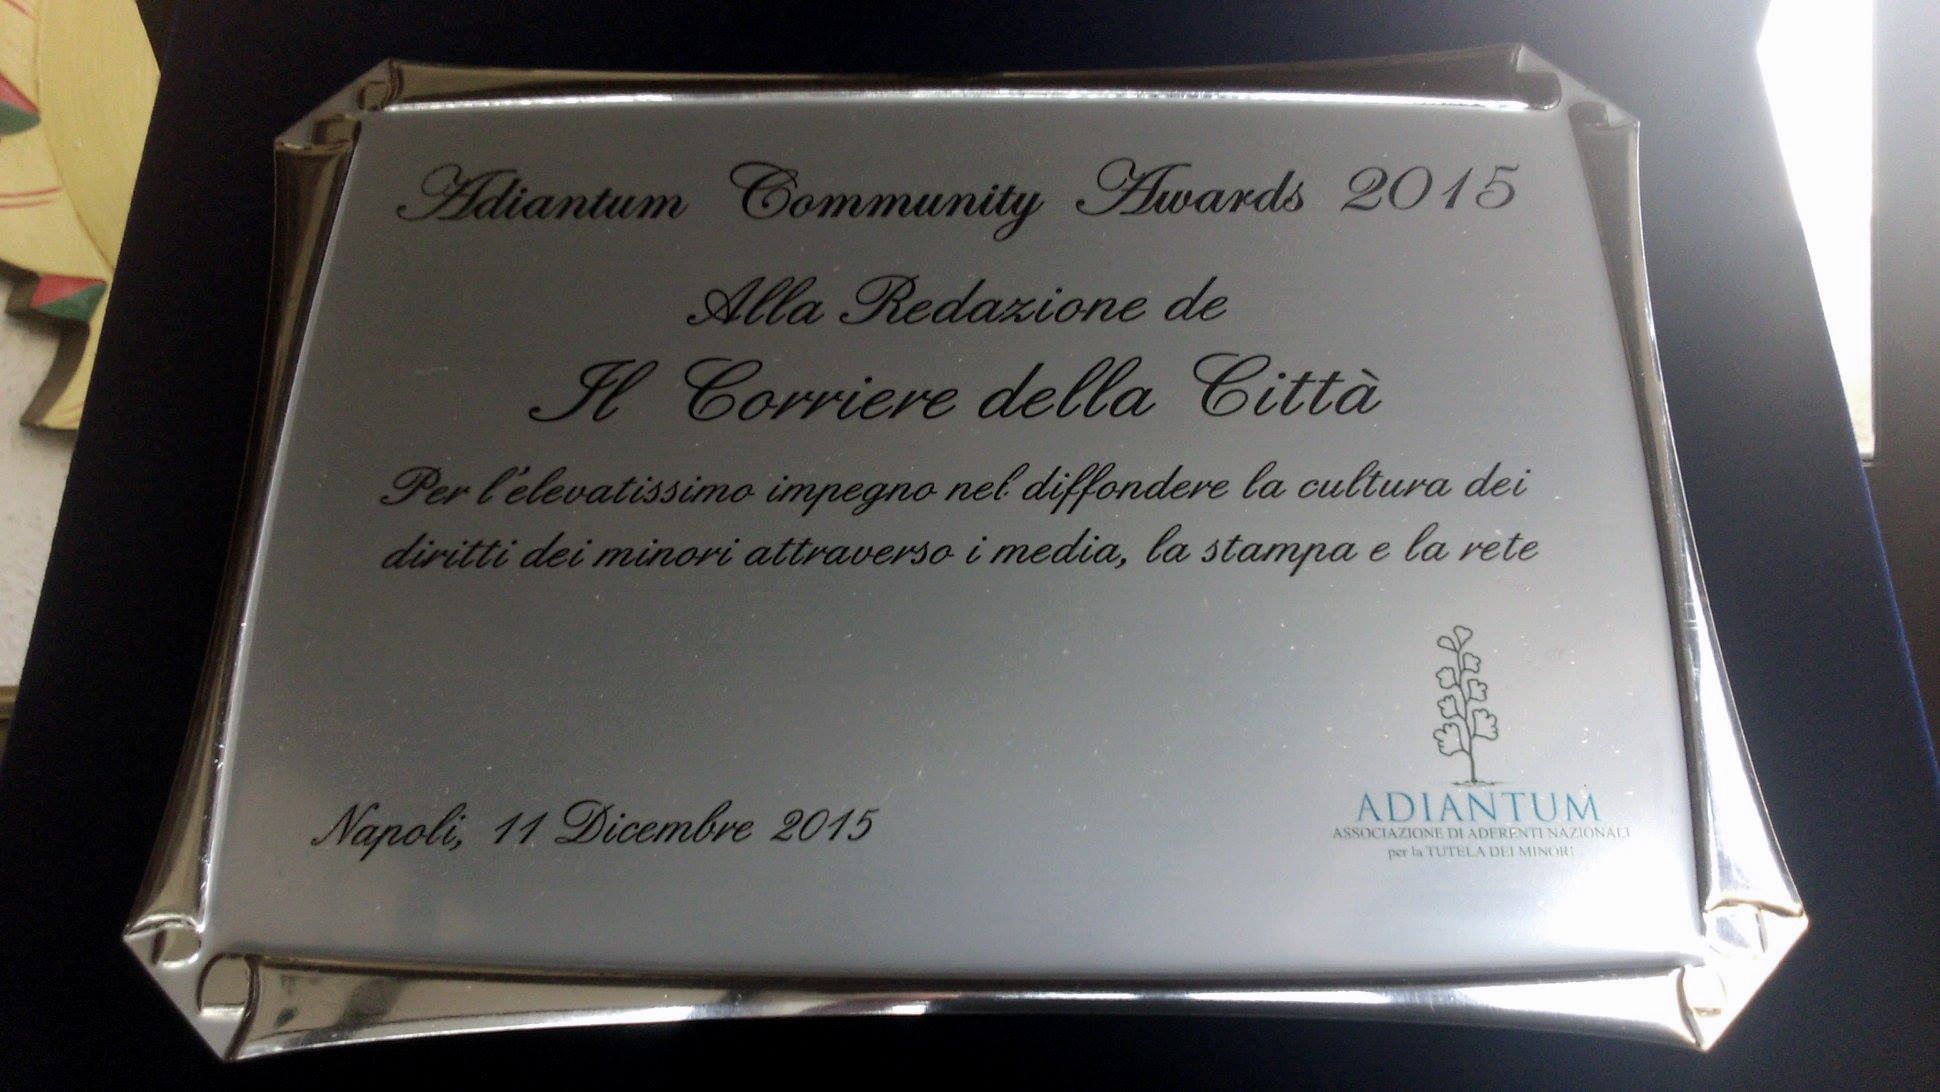 Adiantum Community Awards 2015
Alla Redazione de
Il Corriere della Città
Per l'elevatissimo impegno nel diffondere la cultura dei
diritti dei minori attraverso i media, la stampa e la rete
Napoli, 11 Dicembre 2015
ADIANTUM
ASSOCIAZIONE DI ADERENTI NAZIONALI
per la TUTELA DEI MINORI